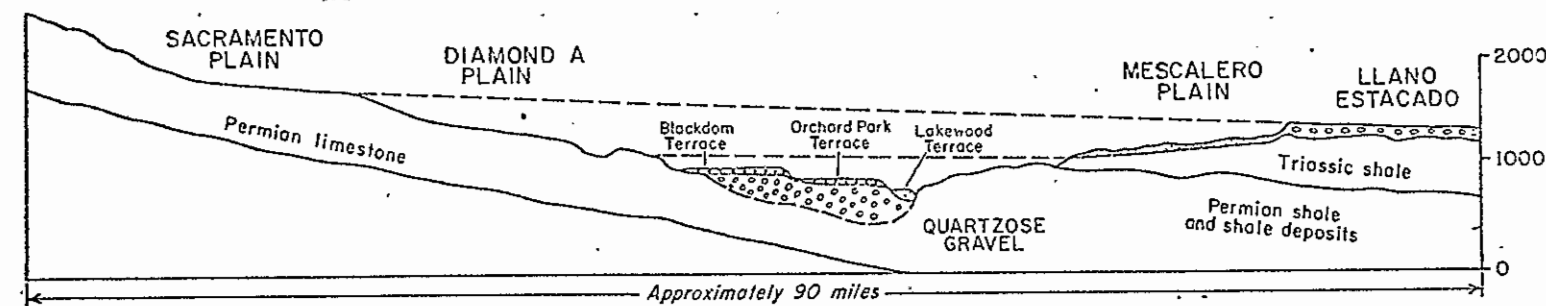 SACRAMENTO
PLAIN
DIAMOND A
PLAIN
MESCALERO
PLAIN
LLANO
ESTACADO
2000
Permian limestone
Blackdom
Terrace
Orchard Park
Terrace
Lakewood
Terrace
1000
Triassic shale
QUARTZOSE
GRAVEL
Permian shale
and shale deposits
0
Approximately 90 miles